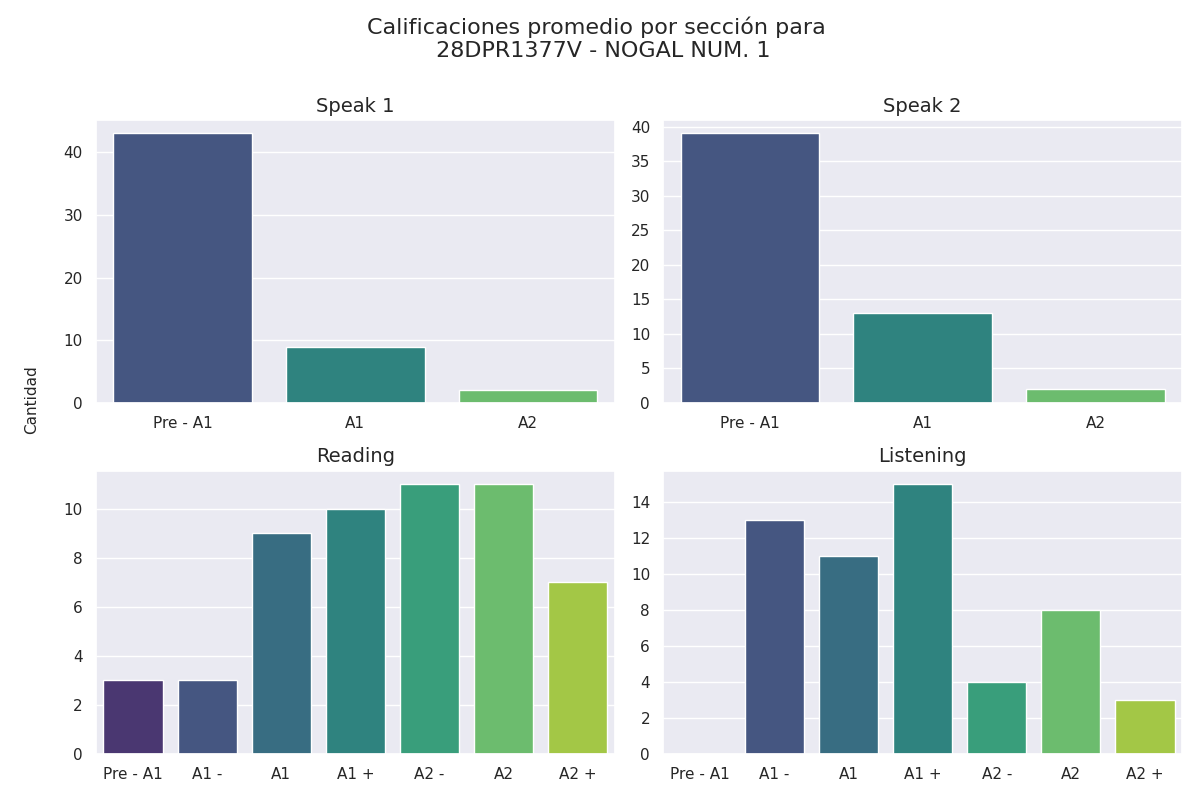 Calificaciones promedio por sección para
28DPR1377V - NOGAL NUM. 1
Cantidad
Speak 1
40
30
20
10
0
Pre - A1 A1 A2
Speak 2
40
35
30
25
20
15
10
5
0
Pre - A1 A1 A2
Reading
10
8
6
4
2
0
Pre - A1 A1 - A1 A1 + A2 - A2 A2 +
Listening
14
12
10
8
6
4
2
0
Pre - A1 A1 - A1 A1 + A2 - A2 A2 +